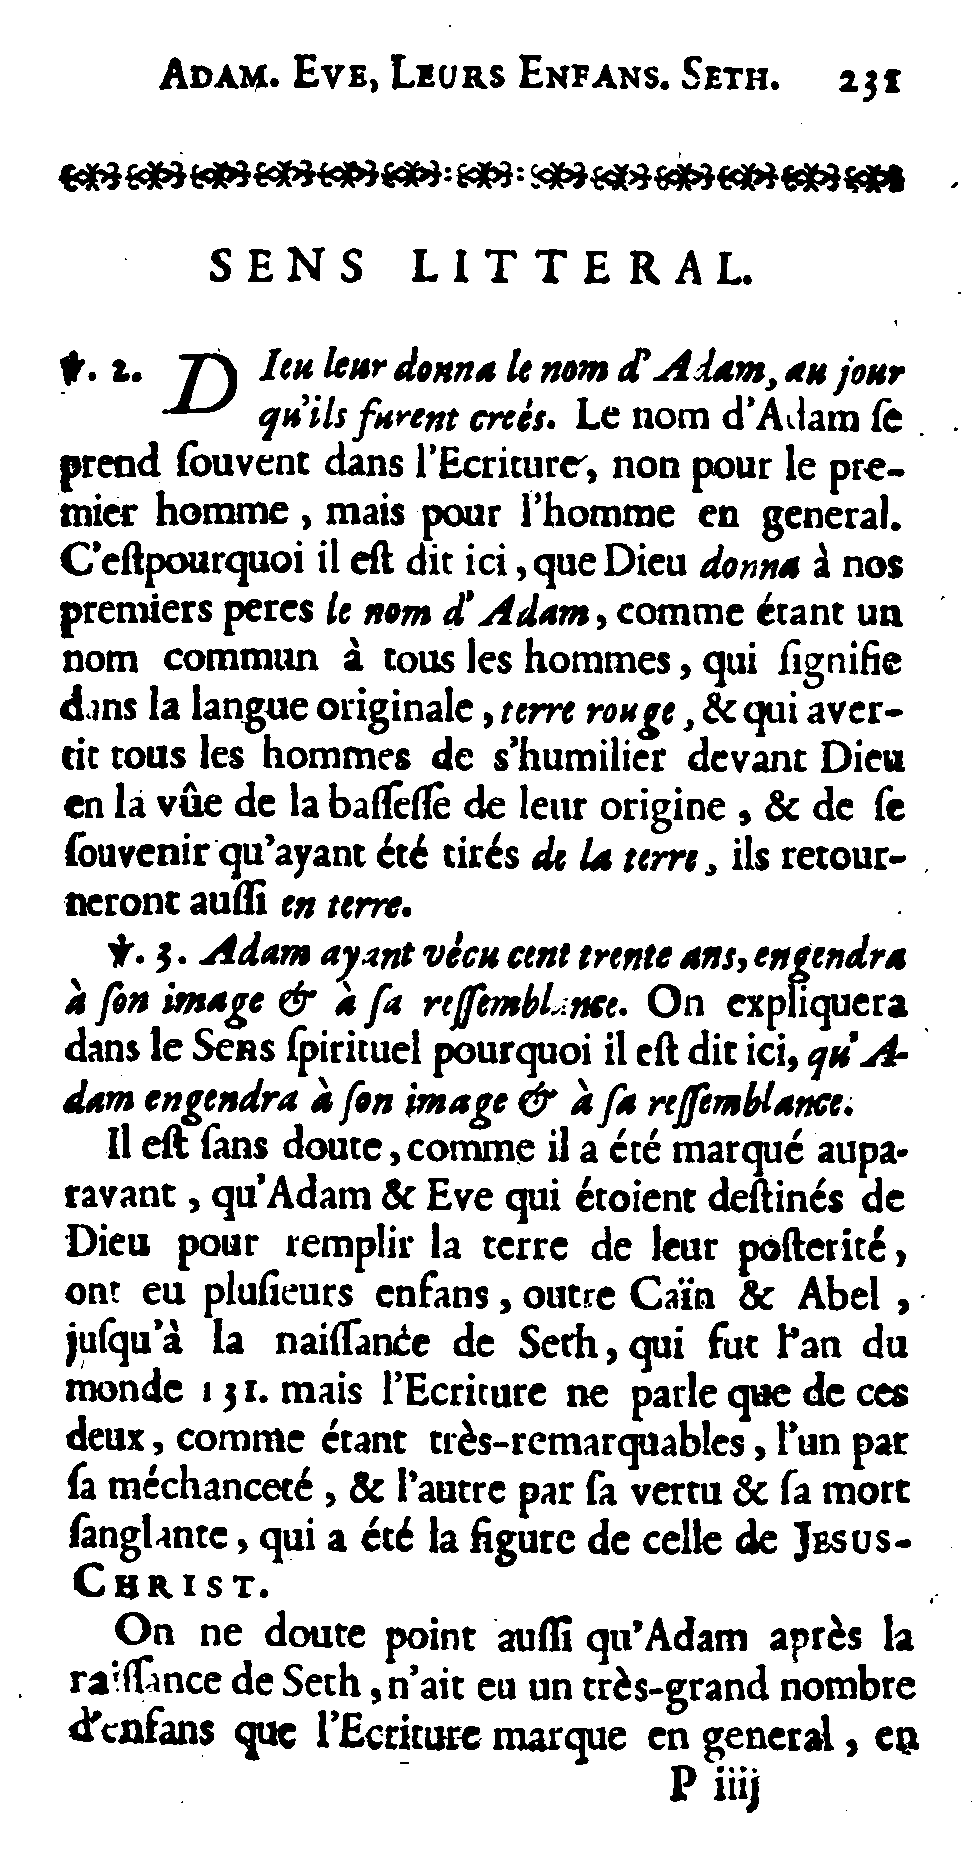 ADAM. EVE, LEURS ENFANS. SETH. 231
SENS LITTERAL.
℣. 2. DIeu leur donna le nom d'Adam, au jour
qu'ils furent creés. Le nom d'Adam ſe
prend ſouvent dans l'Ecriture, non pour le pre-
mier homme, mais pour l'homme en general.
C'eſtpourquoi il eſt dit ici, que Dieu donna à nos
premiers peres le nom d'Adam, comme étant un
nom commun à tous les hommes, qui ſignifie
dans la langue originale, terre rouge, & qui aver-
tit tous les hommes de s'humilier devant Dieu
en la vûe de la baſſeſſe de leur origine, & de ſe
ſouvenir qu'ayant été tirés de la terre, ils retour-
neront auſſi en terre.
℣. 3. Adam ayant vécu cent trente ans, engendra
à ſon image & à ſa reſſemblance. On expliquera
dans le Sens ſpirituel pourquoi il eſt dit ici, qu'A-
dam engendra à ſon image & à ſa reſſemblance.
Il eſt ſans doute, comme il a été marqué aupa-
ravant, qu'Adam & Eve qui étoient deſtinés de
Dieu pour remplir la terre de leur poſterité,
ont eu pluſieurs enfans, outre Caïn & Abel,
juſqu'à la naiſſance de Seth, qui fut l'an du
monde 131. mais l'Ecriture ne parle que de ces
deux, comme étant très-remarquables, l'un par
ſa méchanceté, & l'autre par ſa vertu & ſa mort
ſanglante, qui a été la figure de celle de JESUS-
CHRIST.
On ne doute point auſſi qu'Adam après la
naiſſance de Seth, n'ait eu un très-grand nombre
d'enfans que l'Ecriture marque en general, en
P iiij